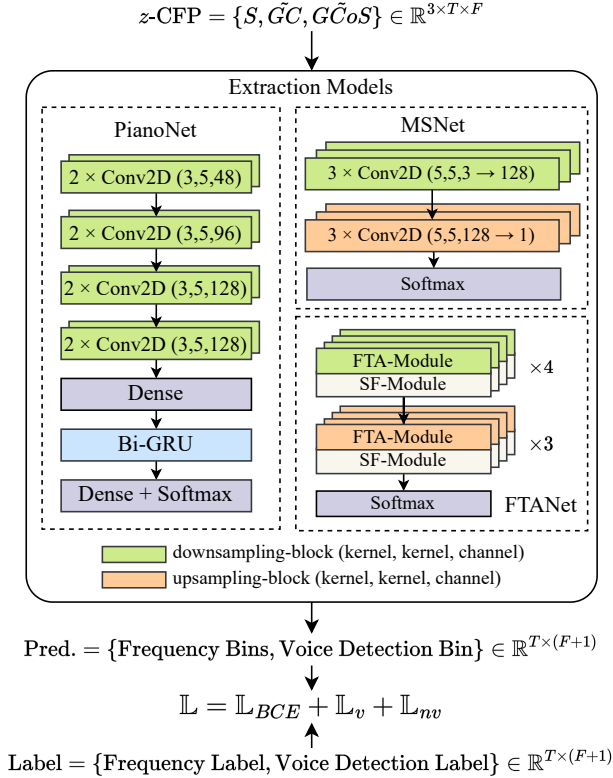 z-CFP = {S, G̃C, GC̃oS} ∈ ℝ^{3×T×F}
Extraction Models
PianoNet
2 × Conv2D (3,5,48)
2 × Conv2D (3,5,96)
2 × Conv2D (3,5,128)
2 × Conv2D (3,5,128)
Dense
Bi-GRU
Dense + Softmax
MSNet
3 × Conv2D (5,5,3 → 128)
3 × Conv2D (5,5,128 → 1)
Softmax
FTA-Module
SF-Module
×4
FTA-Module
SF-Module
×3
Softmax
FTANet
downsampling-block (kernel, kernel, channel)
upsampling-block (kernel, kernel, channel)
Pred. = {Frequency Bins, Voice Detection Bin} ∈ ℝ^{T×(F+1)}
𝕃 = 𝕃_{BCE} + 𝕃_v + 𝕃_{nv}
Label = {Frequency Label, Voice Detection Label} ∈ ℝ^{T×(F+1)}